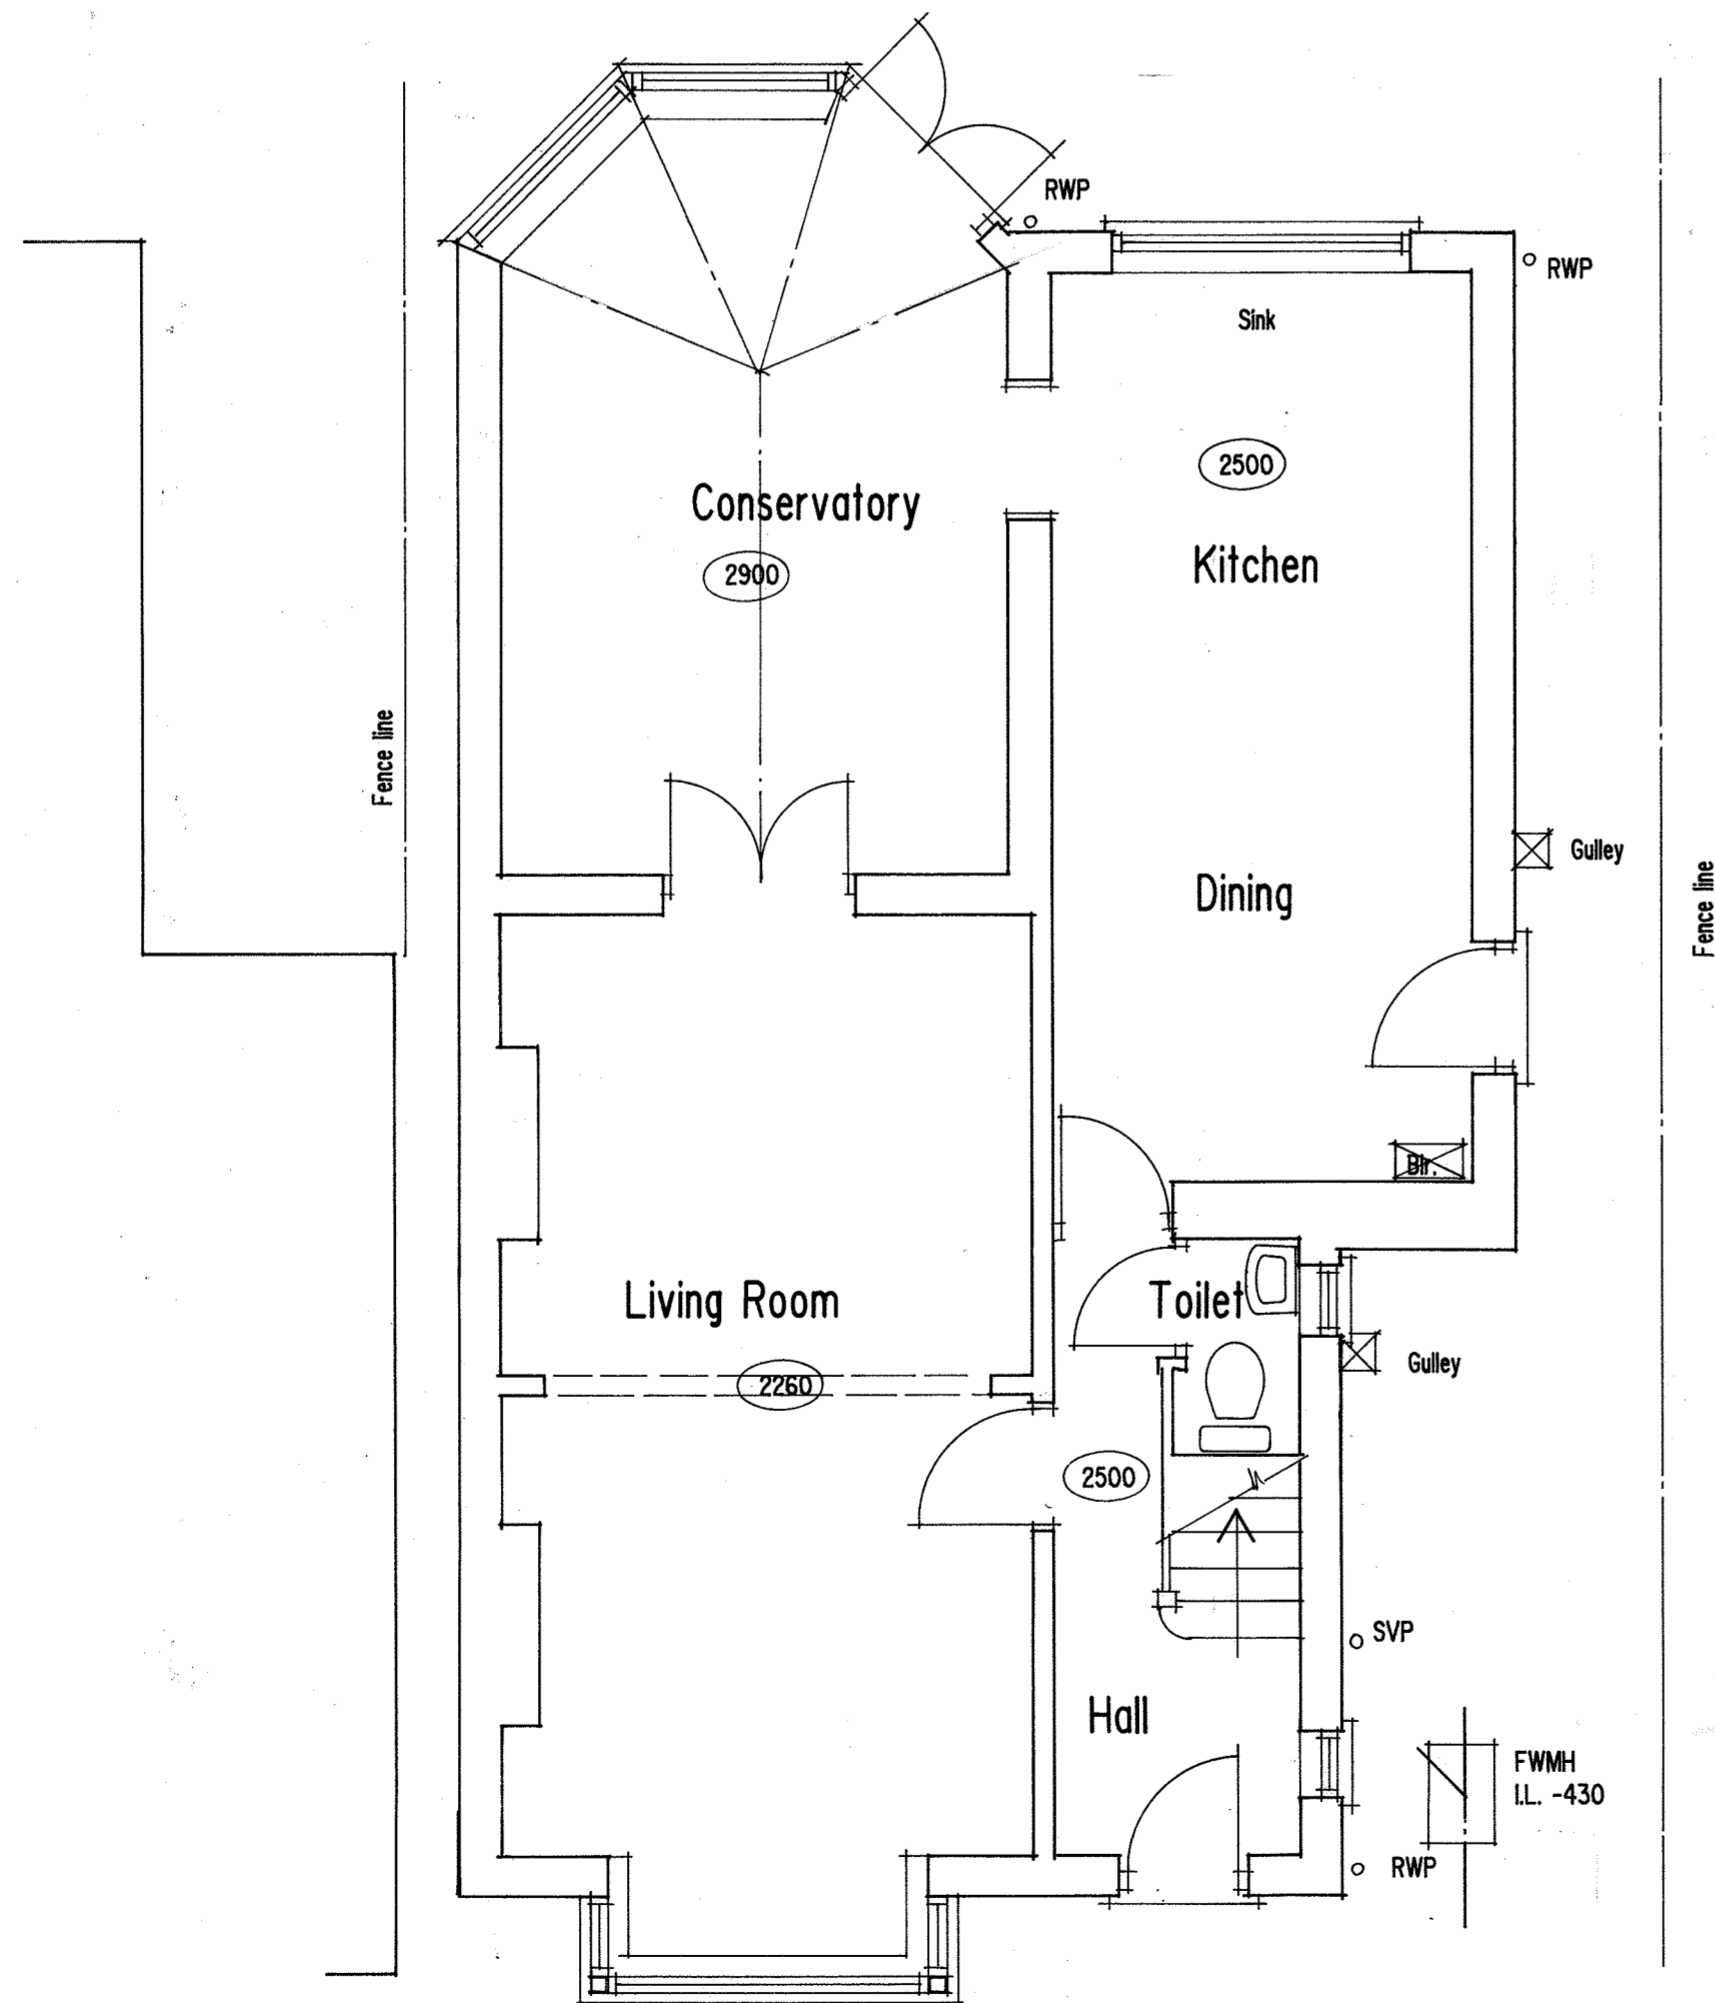 RWP
RWP
Sink
2500
Conservatory
Kitchen
2900
Fence line
Gulley
Dining
Fence line
Blr.
Living Room
Toilet
Gulley
2260
2500
SVP
Hall
FWMH
I.L. -430
RWP